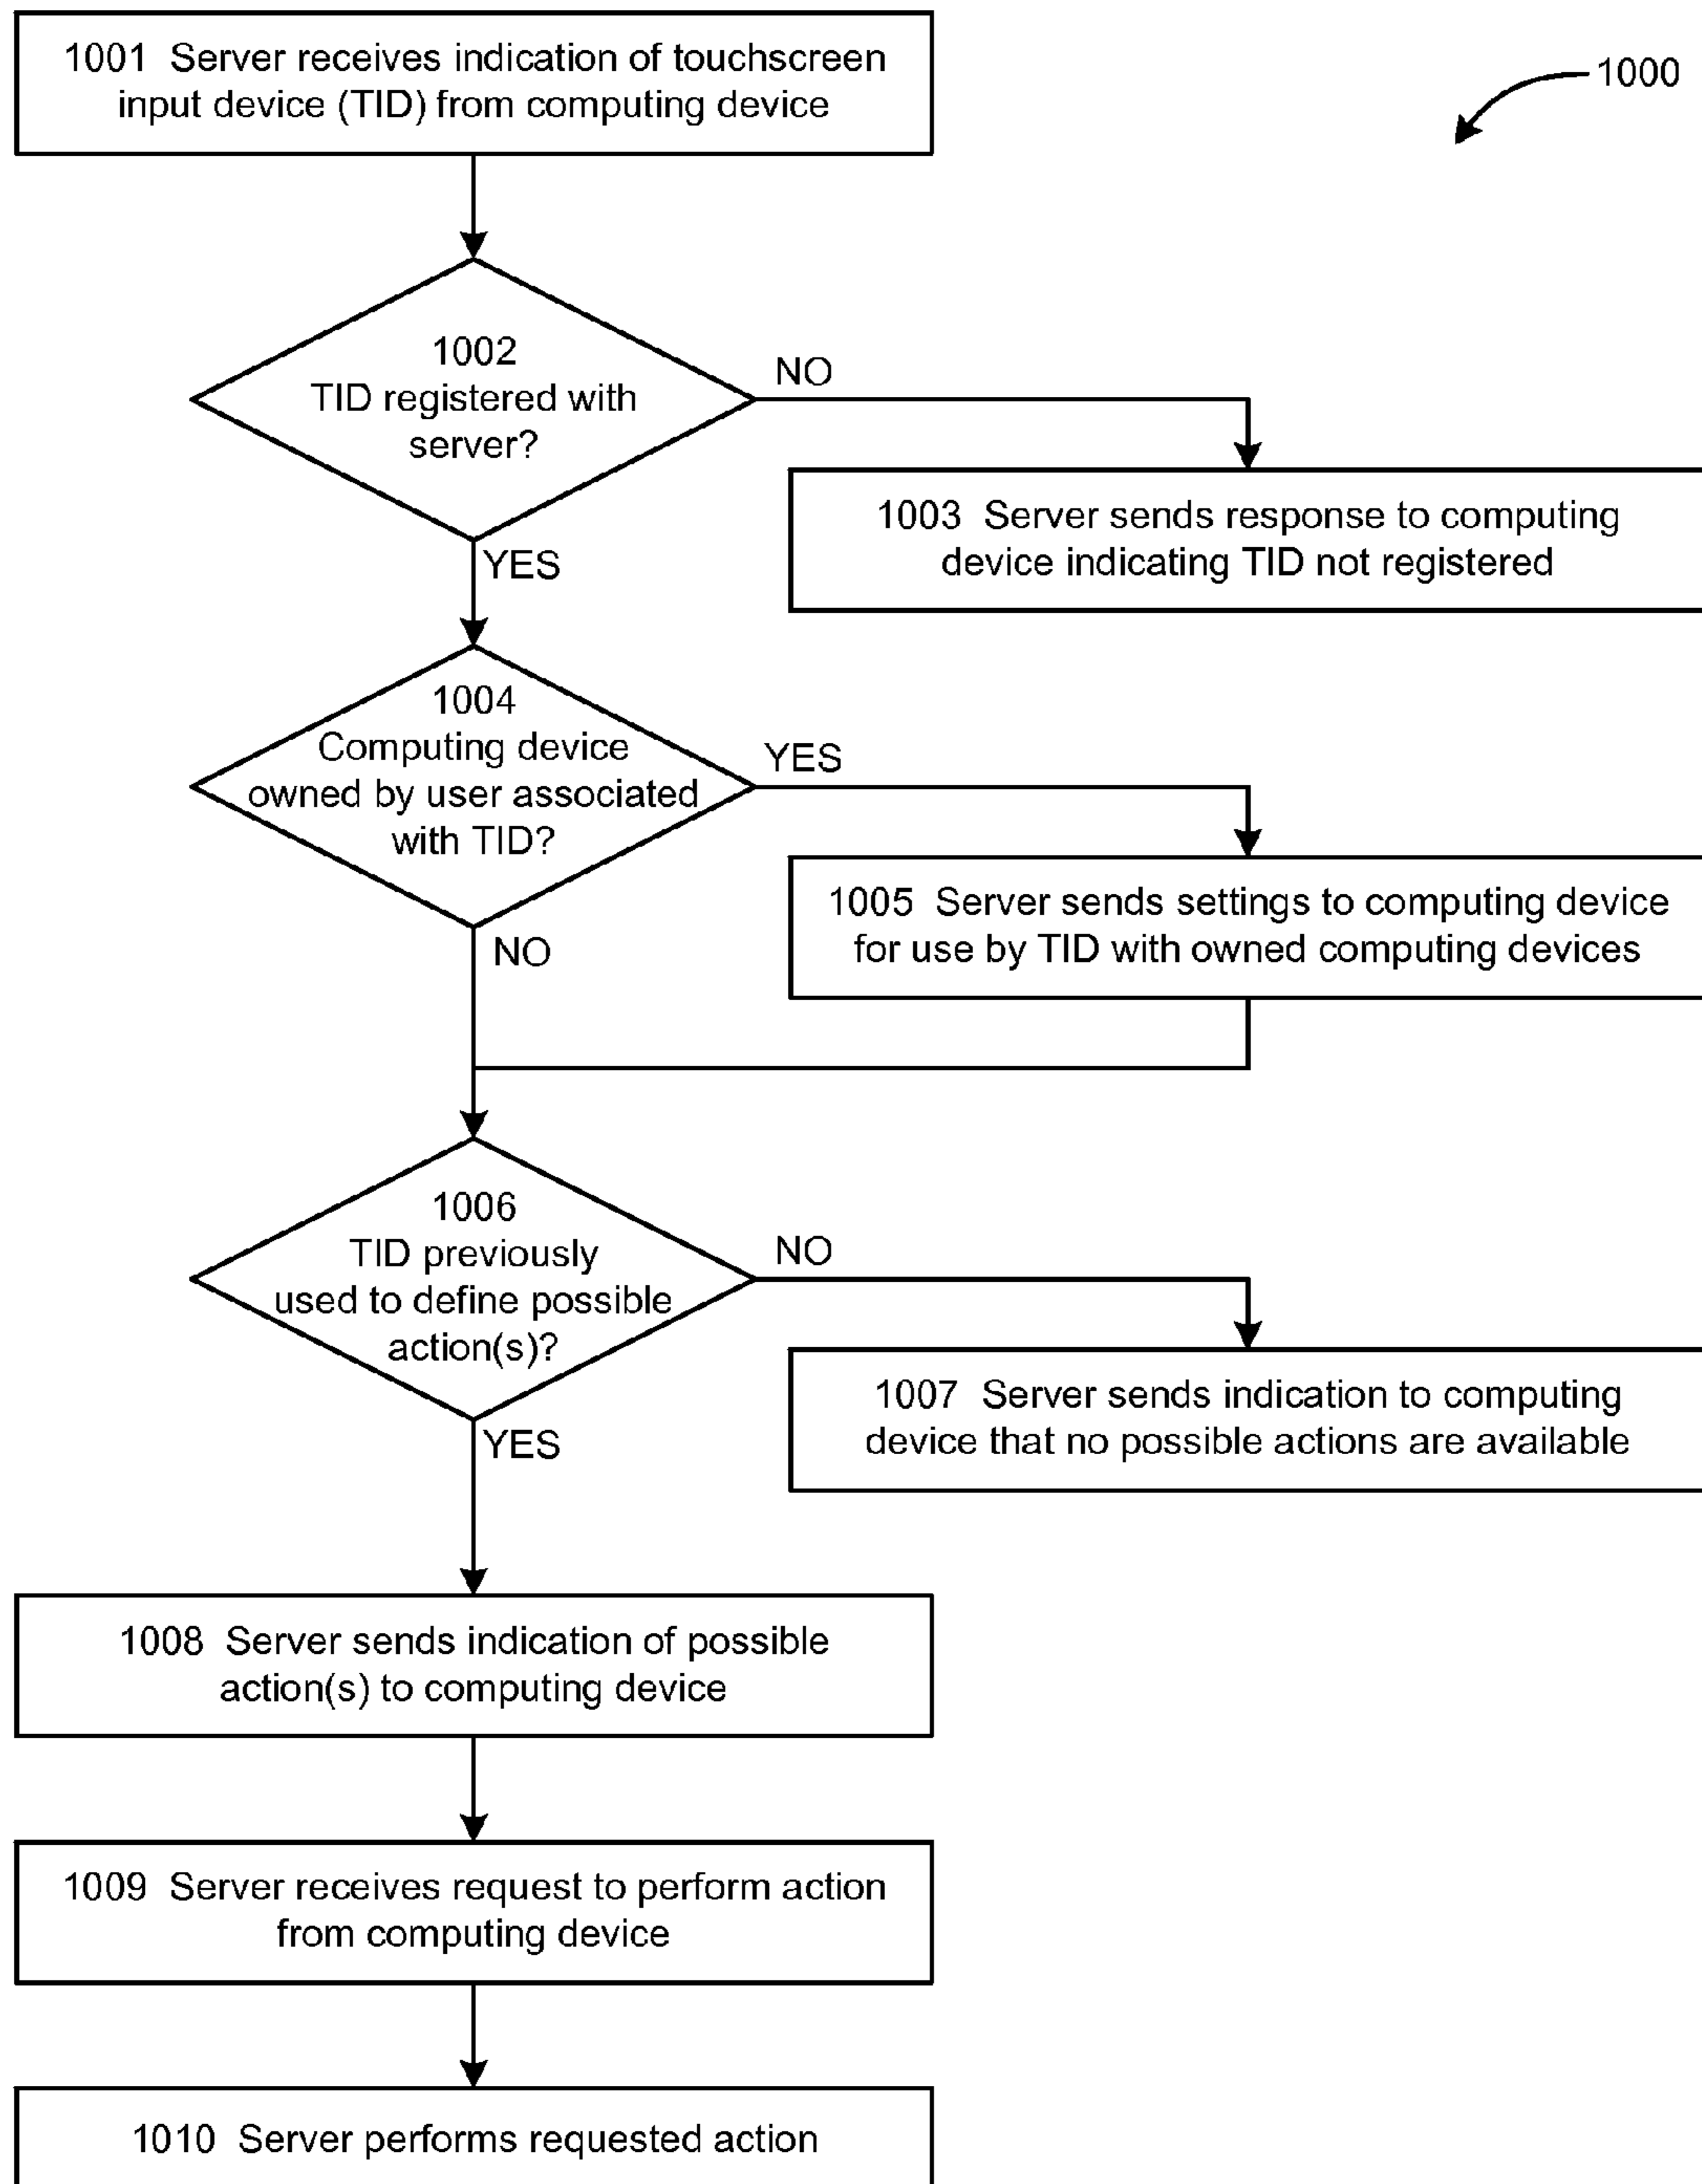 1001 Server receives indication of touchscreen
input device (TID) from computing device
1000
1002
TID registered with
server?
NO
YES
1003 Server sends response to computing
device indicating TID not registered
1004
Computing device
owned by user associated
with TID?
YES
NO
1005 Server sends settings to computing device
for use by TID with owned computing devices
1006
TID previously
used to define possible
action(s)?
NO
YES
1007 Server sends indication to computing
device that no possible actions are available
1008 Server sends indication of possible
action(s) to computing device
1009 Server receives request to perform action
from computing device
1010 Server performs requested action